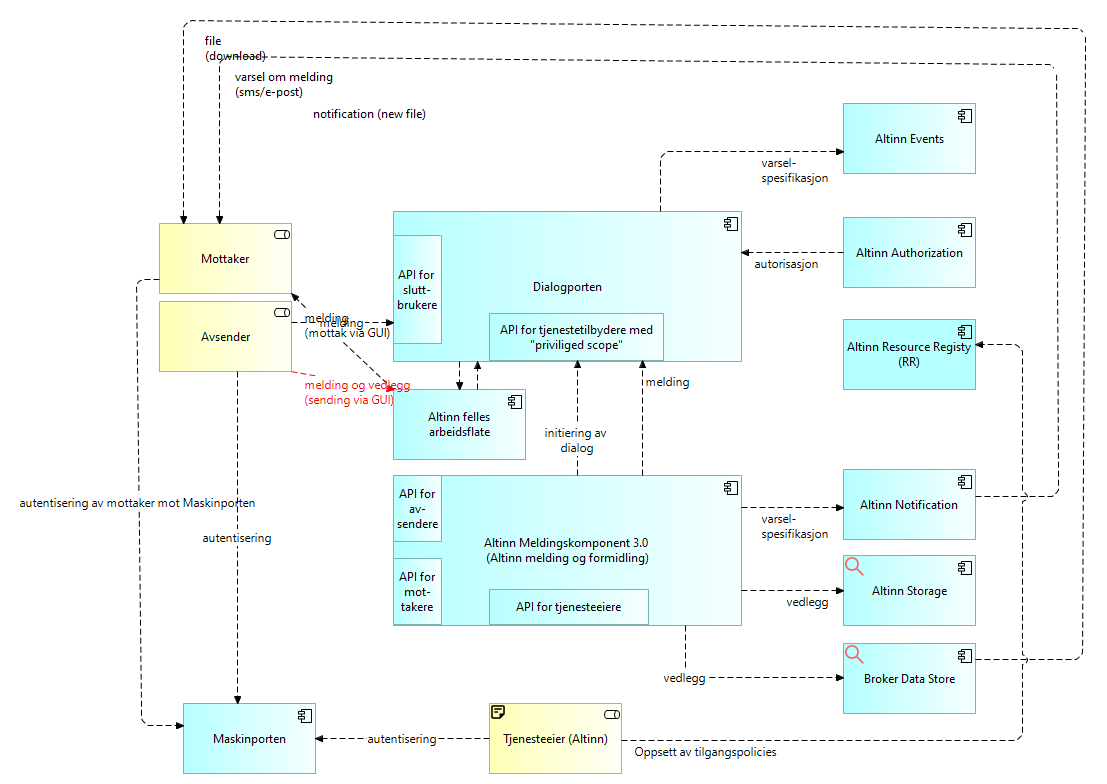 file
(download)
varsel om melding
(sms/e-post)
notification (new file)
Altinn Events
varsel-
spesifikasjon
Mottaker
API for
slutt-
brukere
Dialogporten
Altinn Authorization
autorisasjon
Avsender
melding
melding
(mottak via GUI)
API for tjenestetilbydere med
"priviliged scope"
Altinn Resource Registy
(RR)
melding og vedlegg
(sending via GUI)
melding
Altinn felles
arbeidsflate
initiering av
dialog
autentisering av mottaker mot Maskinporten
autentisering
API for
av-
sendere
Altinn Meldingskomponent 3.0
(Altinn melding og formidling)
API for
mot-
takere
API for tjenesteeiere
Altinn Notification
varsel-
spesifikasjon
Altinn Storage
vedlegg
Broker Data Store
vedlegg
Maskinporten
autentisering
Tjenesteeier (Altinn)
Oppsett av tilgangspolicies